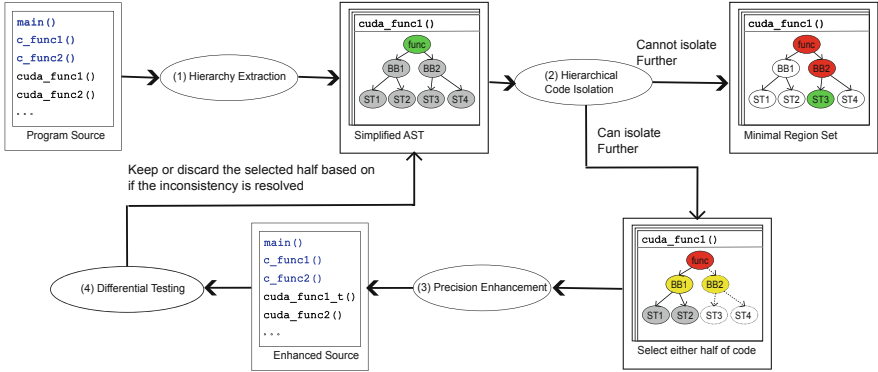 main()
c_func1()
c_func2()
cuda_func1()
cuda_func2()
...
Program Source
(1) Hierarchy Extraction
cuda_func1()
func
BB1
BB2
ST1
ST2
ST3
ST4
Simplified AST
(2) Hierarchical
Code Isolation
Cannot isolate
Further
Can isolate
Further
cuda_func1()
func
BB1
BB2
ST1
ST2
ST3
ST4
Minimal Region Set
Keep or discard the selected half based on
if the inconsistency is resolved
(4) Differential Testing
main()
c_func1()
c_func2()
cuda_func1_t()
cuda_func2()
...
Enhanced Source
(3) Precision Enhancement
cuda_func1()
func
BB1
BB2
ST1
ST2
ST3
ST4
Select either half of code